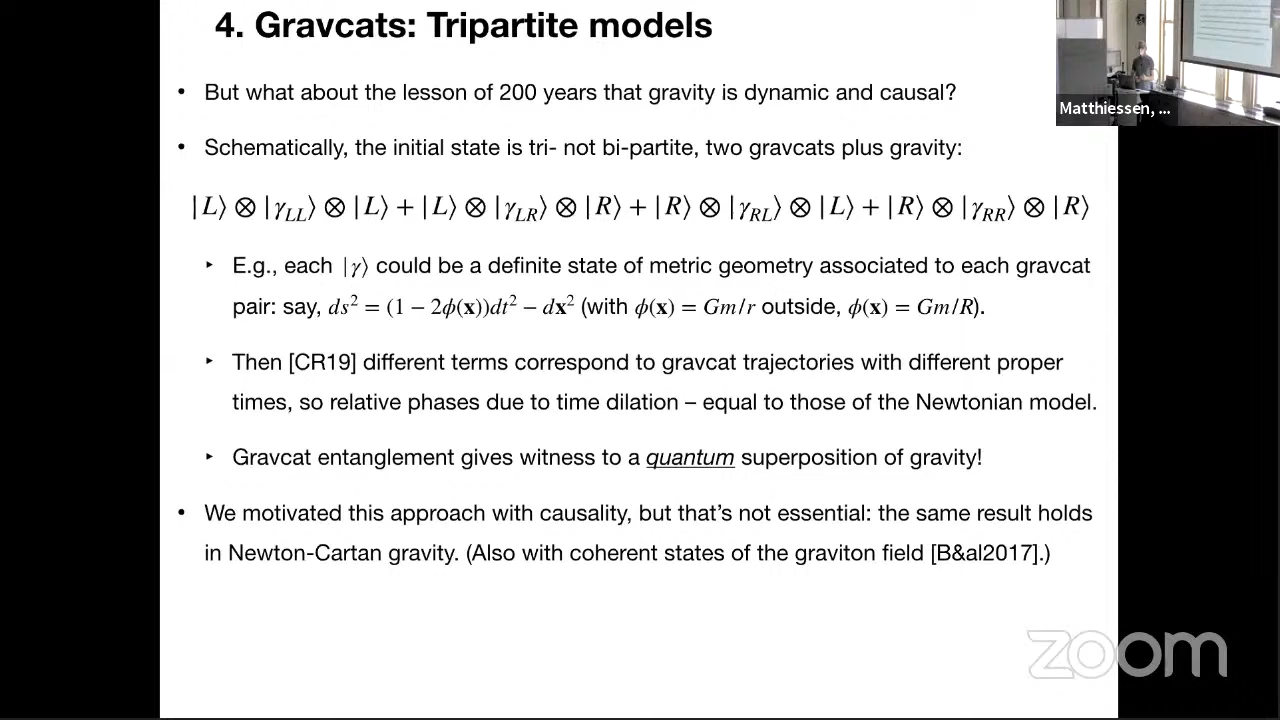 4. Gravcats: Tripartite models
• But what about the lesson of 200 years that gravity is dynamic and causal?
• Schematically, the initial state is tri- not bi-partite, two gravcats plus gravity:
|L⟩ ⊗ |γ_LL⟩ ⊗ |L⟩ + |L⟩ ⊗ |γ_LR⟩ ⊗ |R⟩ + |R⟩ ⊗ |γ_RL⟩ ⊗ |L⟩ + |R⟩ ⊗ |γ_RR⟩ ⊗ |R⟩
‣ E.g., each |γ⟩ could be a definite state of metric geometry associated to each gravcat
pair: say, ds² = (1 − 2ϕ(x))dt² − dx² (with ϕ(x) = Gm/r outside, ϕ(x) = Gm/R).
‣ Then [CR19] different terms correspond to gravcat trajectories with different proper
times, so relative phases due to time dilation – equal to those of the Newtonian model.
‣ Gravcat entanglement gives witness to a quantum superposition of gravity!
• We motivated this approach with causality, but that's not essential: the same result holds
in Newton-Cartan gravity. (Also with coherent states of the graviton field [B&al2017].)
Matthiessen, ...
zoom